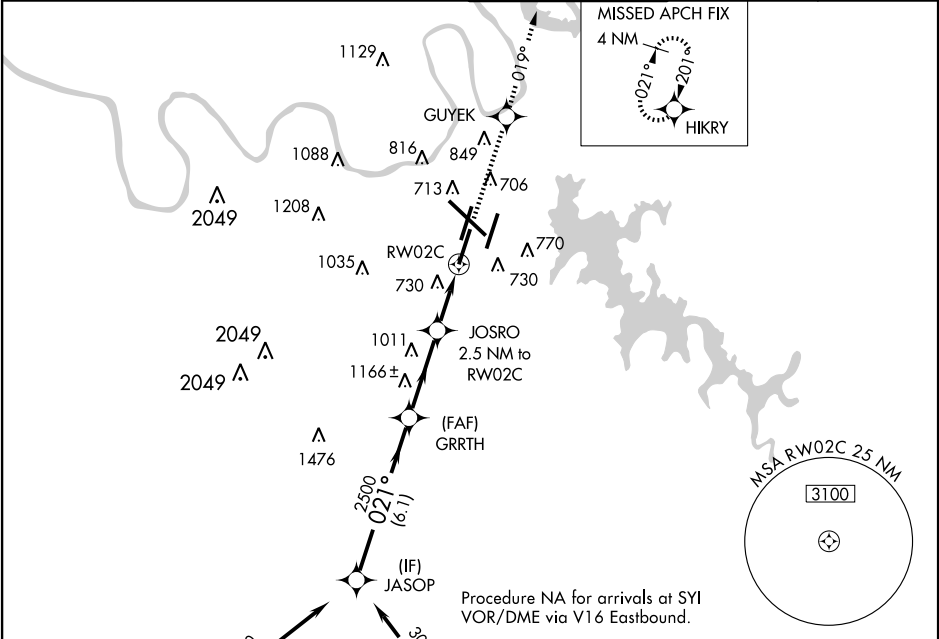 MISSED APCH FIX
4 NM
021°
201°
HIKRY
1129
019°
GUYEK
816
849
1088
713
706
2049
1208
RW02C
770
1035
730
730
JOSRO
2.5 NM to
RW02C
2049
1011
2049
1166±
(FAF)
GRRTH
1476
MSA RW02C 25 NM
3100
2500
021°
(6.1)
(IF)
JASOP
Procedure NA for arrivals at SYI
VOR/DME via V16 Eastbound.